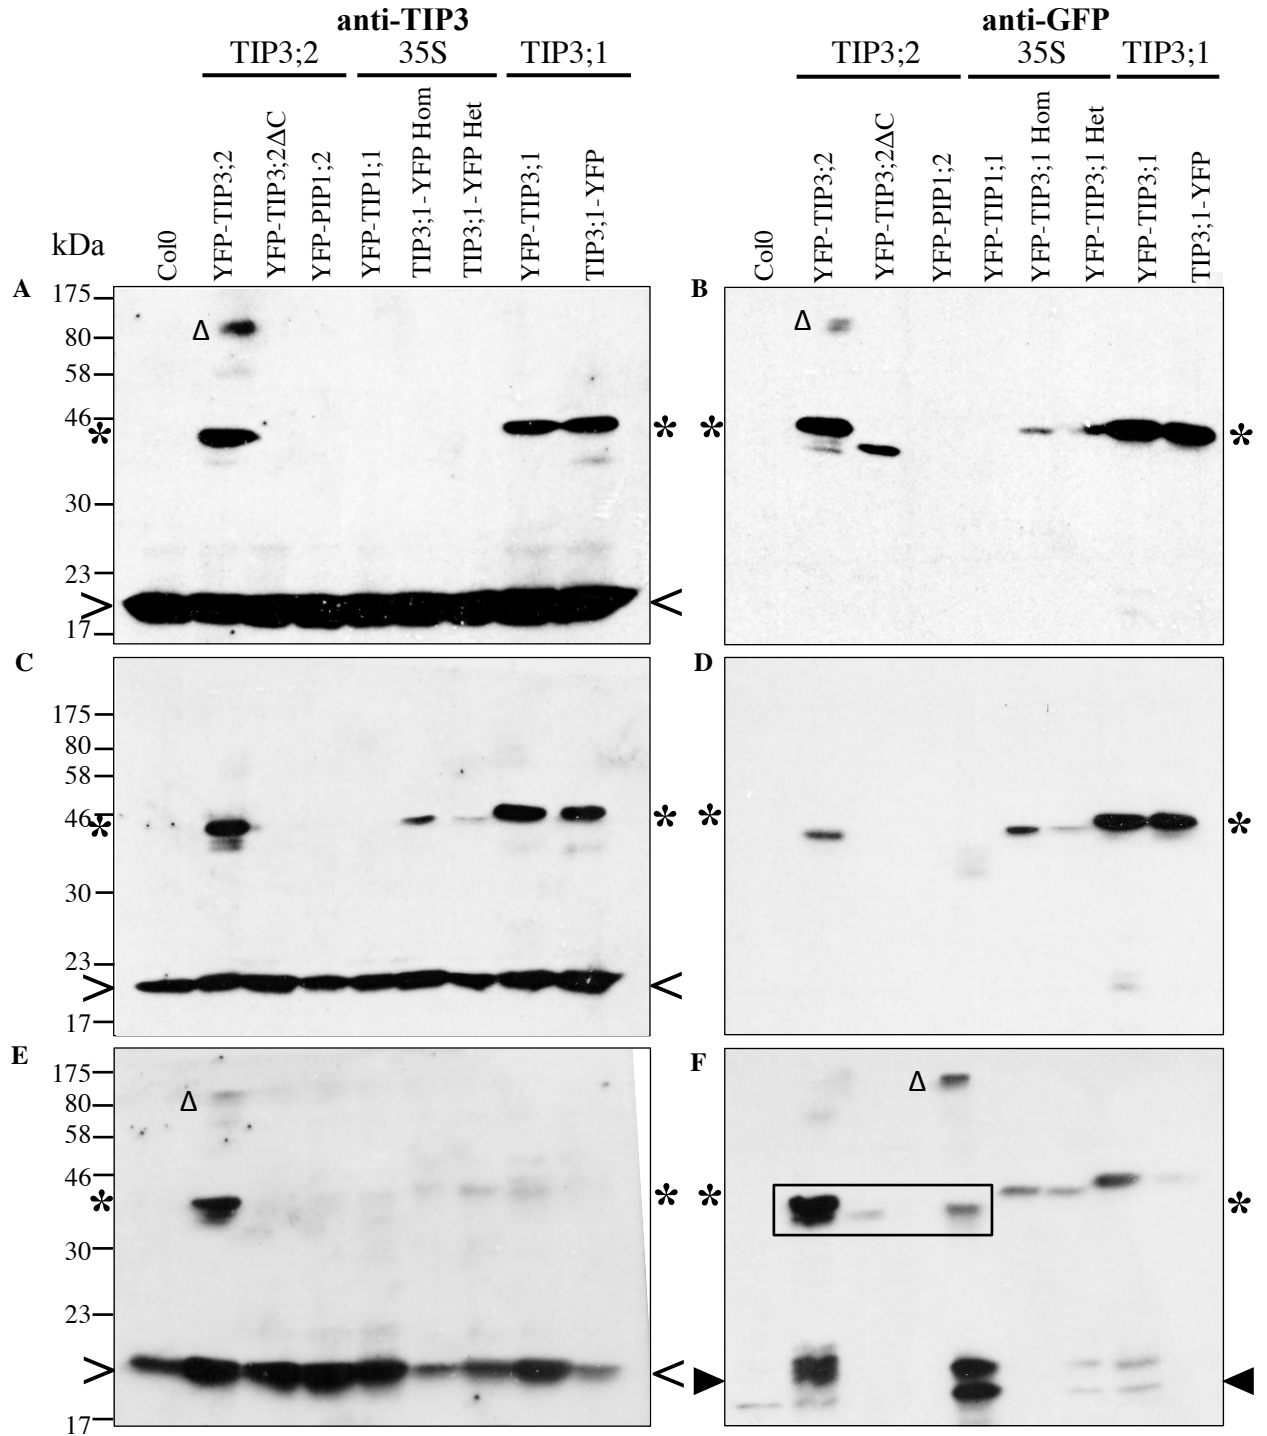 anti-TIP3 anti-GFP
TIP3;2 35S TIP3;1 TIP3;2 35S TIP3;1
Col0
YFP-TIP3;2
YFP-TIP3;2ΔC
YFP-PIP1;2
YFP-TIP1;1
TIP3;1-YFP Hom
TIP3;1-YFP Het
YFP-TIP3;1
TIP3;1-YFP
Col0
YFP-TIP3;2
YFP-TIP3;2ΔC
YFP-PIP1;2
YFP-TIP1;1
YFP-TIP3;1 Hom
YFP-TIP3;1 Het
YFP-TIP3;1
TIP3;1-YFP
kDa
A
175
Δ
80
58
46
* * *
30
23
> <
17
B
Δ
*
C
175
80
58
46
* * *
30
23
> <
17
D
*
E
175
Δ
80
58
46
* * *
30
23
> <
17
F
Δ
*